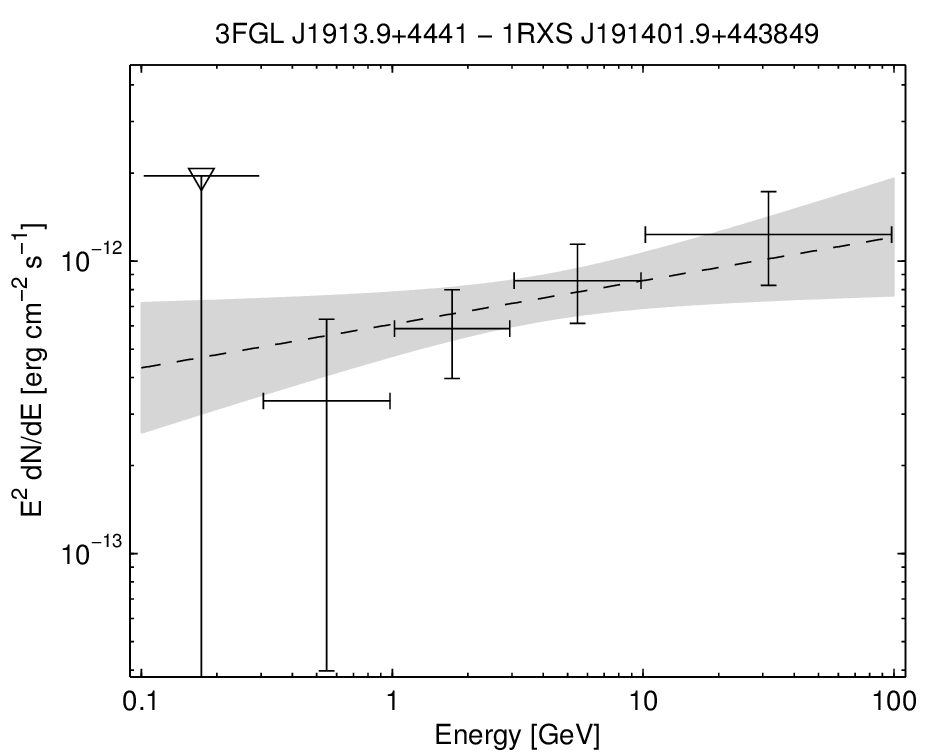 3FGL J1913.9+4441 − 1RXS J191401.9+443849
E² dN/dE [erg cm⁻² s⁻¹]
10⁻¹²
10⁻¹³
0.1 1 10 100
Energy [GeV]